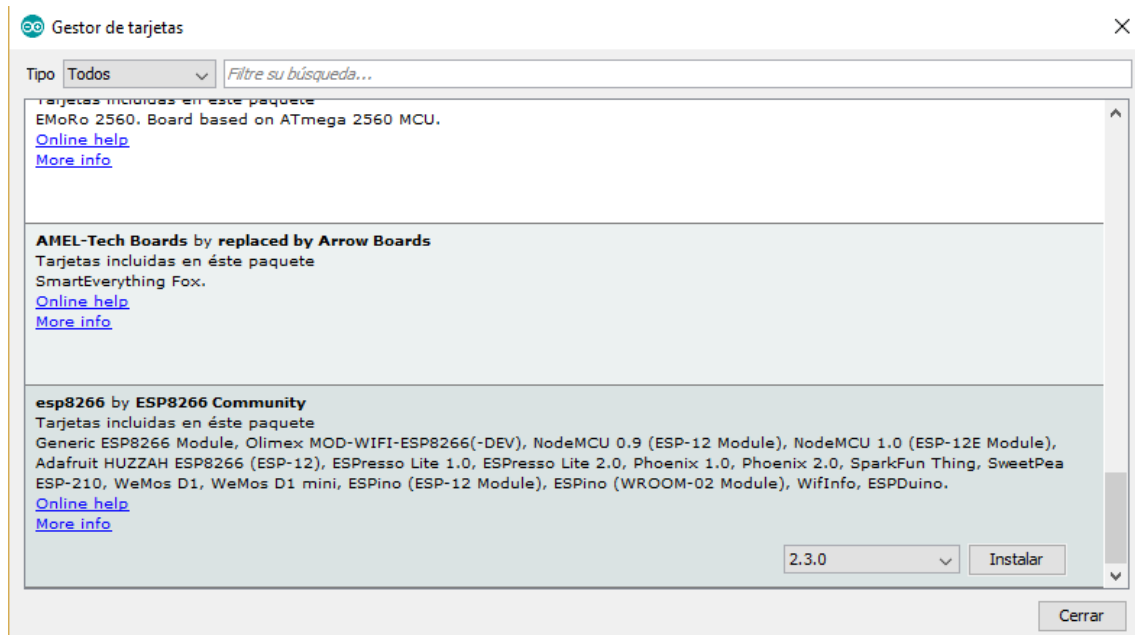 Gestor de tarjetas
Tipo Todos Filtre su búsqueda...
Tarjetas incluidas en éste paquete
EMoRo 2560. Board based on ATmega 2560 MCU.
Online help
More info
AMEL-Tech Boards by replaced by Arrow Boards
Tarjetas incluidas en éste paquete
SmartEverything Fox.
Online help
More info
esp8266 by ESP8266 Community
Tarjetas incluidas en éste paquete
Generic ESP8266 Module, Olimex MOD-WIFI-ESP8266(-DEV), NodeMCU 0.9 (ESP-12 Module), NodeMCU 1.0 (ESP-12E Module),
Adafruit HUZZAH ESP8266 (ESP-12), ESPresso Lite 1.0, ESPresso Lite 2.0, Phoenix 1.0, Phoenix 2.0, SparkFun Thing, SweetPea
ESP-210, WeMos D1, WeMos D1 mini, ESPino (ESP-12 Module), ESPino (WROOM-02 Module), WifInfo, ESPDuino.
Online help
More info
2.3.0 Instalar
Cerrar